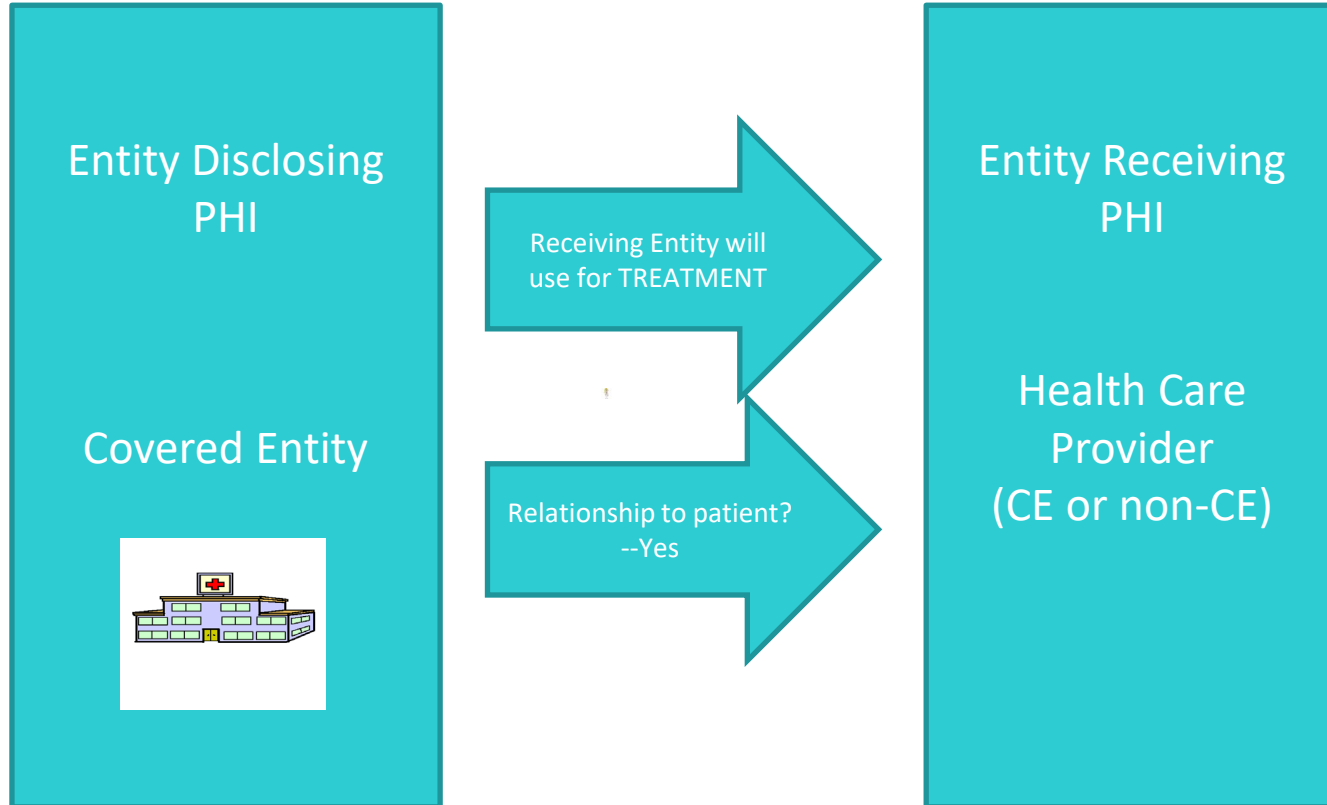 Entity Disclosing
PHI
Covered Entity
Receiving Entity will
use for TREATMENT
Relationship to patient?
--Yes
Entity Receiving
PHI
Health Care
Provider
(CE or non-CE)